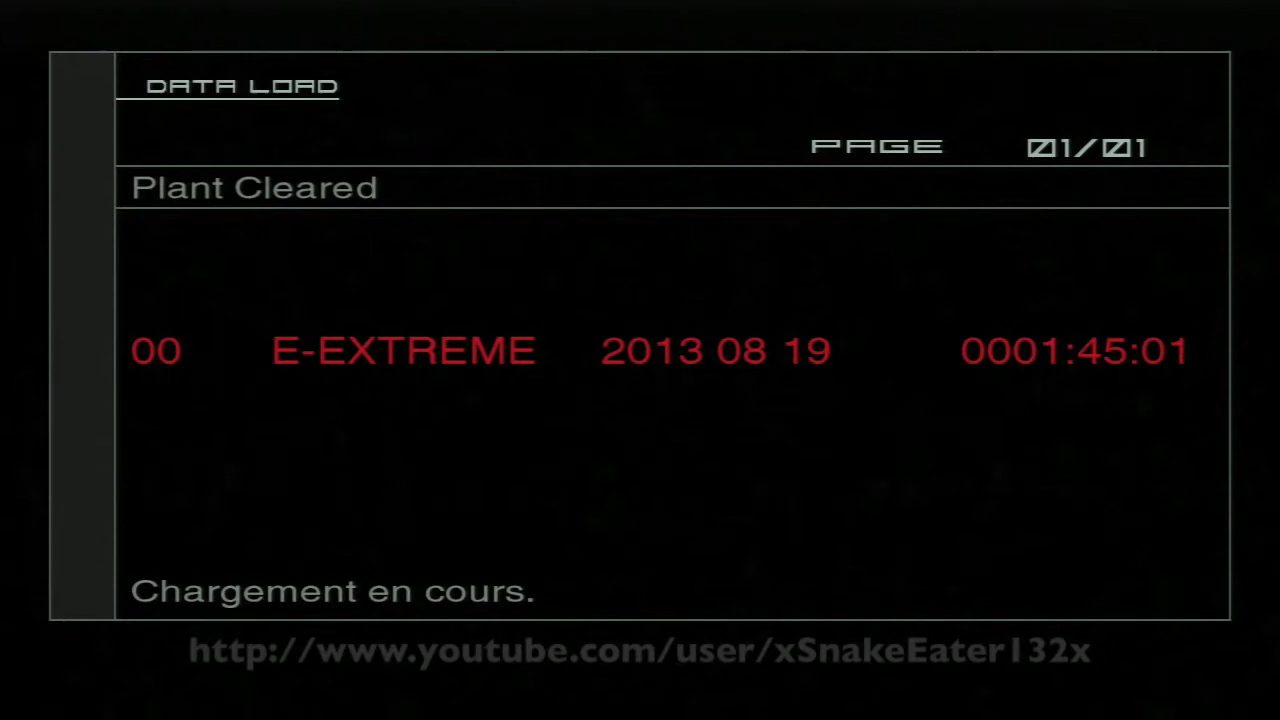 DATA LOAD
PAGE 01/01
Plant Cleared
00 E-EXTREME 2013 08 19 0001:45:01
Chargement en cours.
http://www.youtube.com/user/xSnakeEater132x